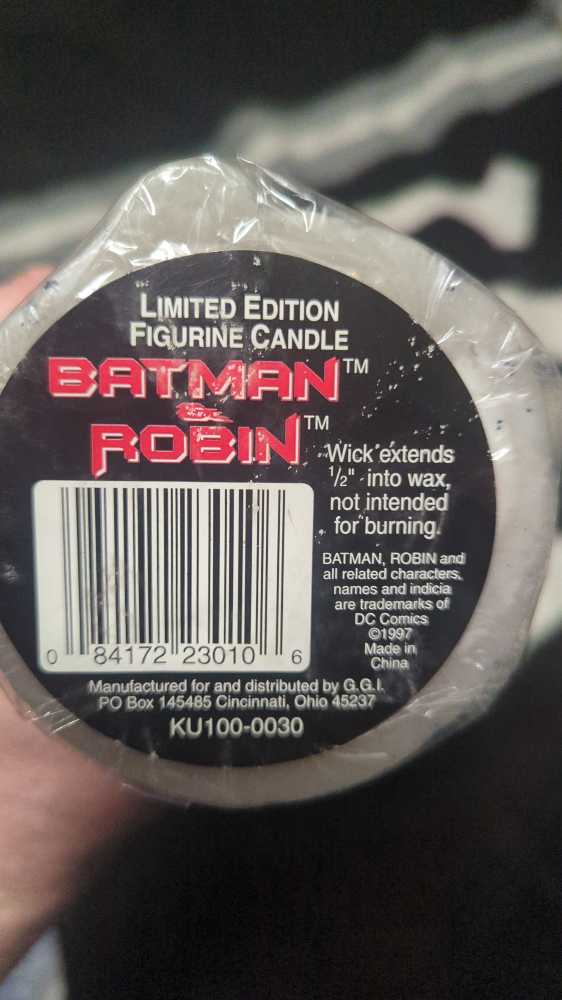 LIMITED EDITION
FIGURINE CANDLE
BATMAN™
&
ROBIN™
Wick extends
½" into wax,
not intended
for burning.
BATMAN, ROBIN and
all related characters,
names and indicia
are trademarks of
DC Comics
©1997
Made in
China
0 84172 23010 6
Manufactured for and distributed by G.G.I.
PO Box 145485 Cincinnati, Ohio 45237
KU100-0030